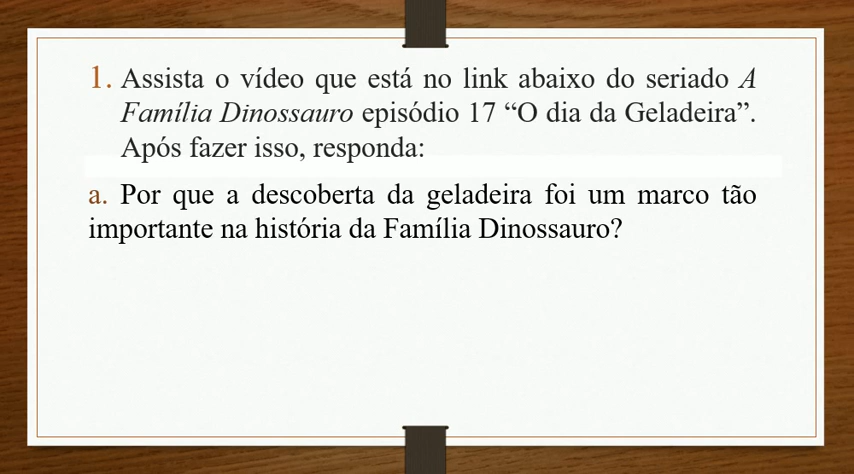 1. Assista o vídeo que está no link abaixo do seriado A
Família Dinossauro episódio 17 “O dia da Geladeira”.
Após fazer isso, responda:
a. Por que a descoberta da geladeira foi um marco tão
importante na história da Família Dinossauro?